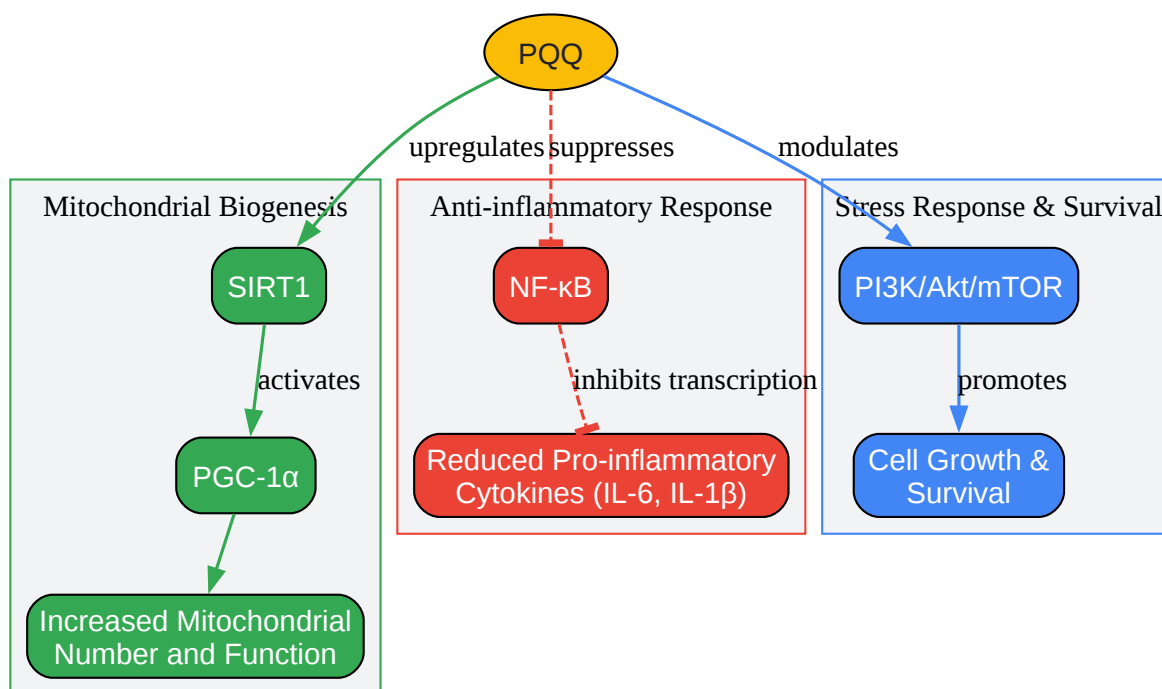 PQQ
upregulates
suppresses
modulates
Mitochondrial Biogenesis
Anti-inflammatory Response
Stress Response & Survival
SIRT1
NF-κB
PI3K/Akt/mTOR
activates
inhibits transcription
promotes
PGC-1α
Reduced Pro-inflammatory
Cytokines (IL-6, IL-1β)
Cell Growth &
Survival
Increased Mitochondrial
Number and Function